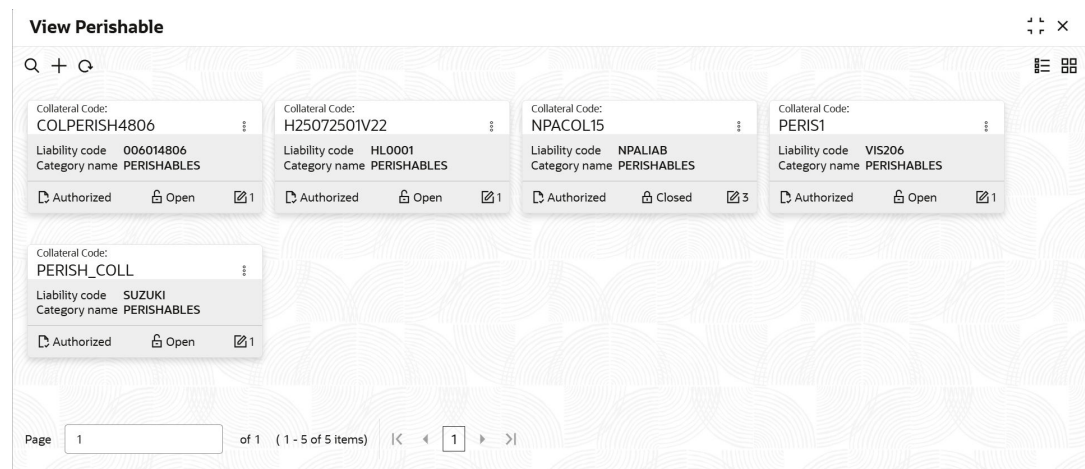 View Perishable
Collateral Code:
COLPERISH4806
Liability code 006014806
Category name PERISHABLES
Authorized Open 1
Collateral Code:
H25072501V22
Liability code HL0001
Category name PERISHABLES
Authorized Open 1
Collateral Code:
NPACOL15
Liability code NPALIAB
Category name PERISHABLES
Authorized Closed 3
Collateral Code:
PERIS1
Liability code VIS206
Category name PERISHABLES
Authorized Open 1
Collateral Code:
PERISH_COLL
Liability code SUZUKI
Category name PERISHABLES
Authorized Open 1
Page 1 of 1 ( 1 - 5 of 5 items) 1